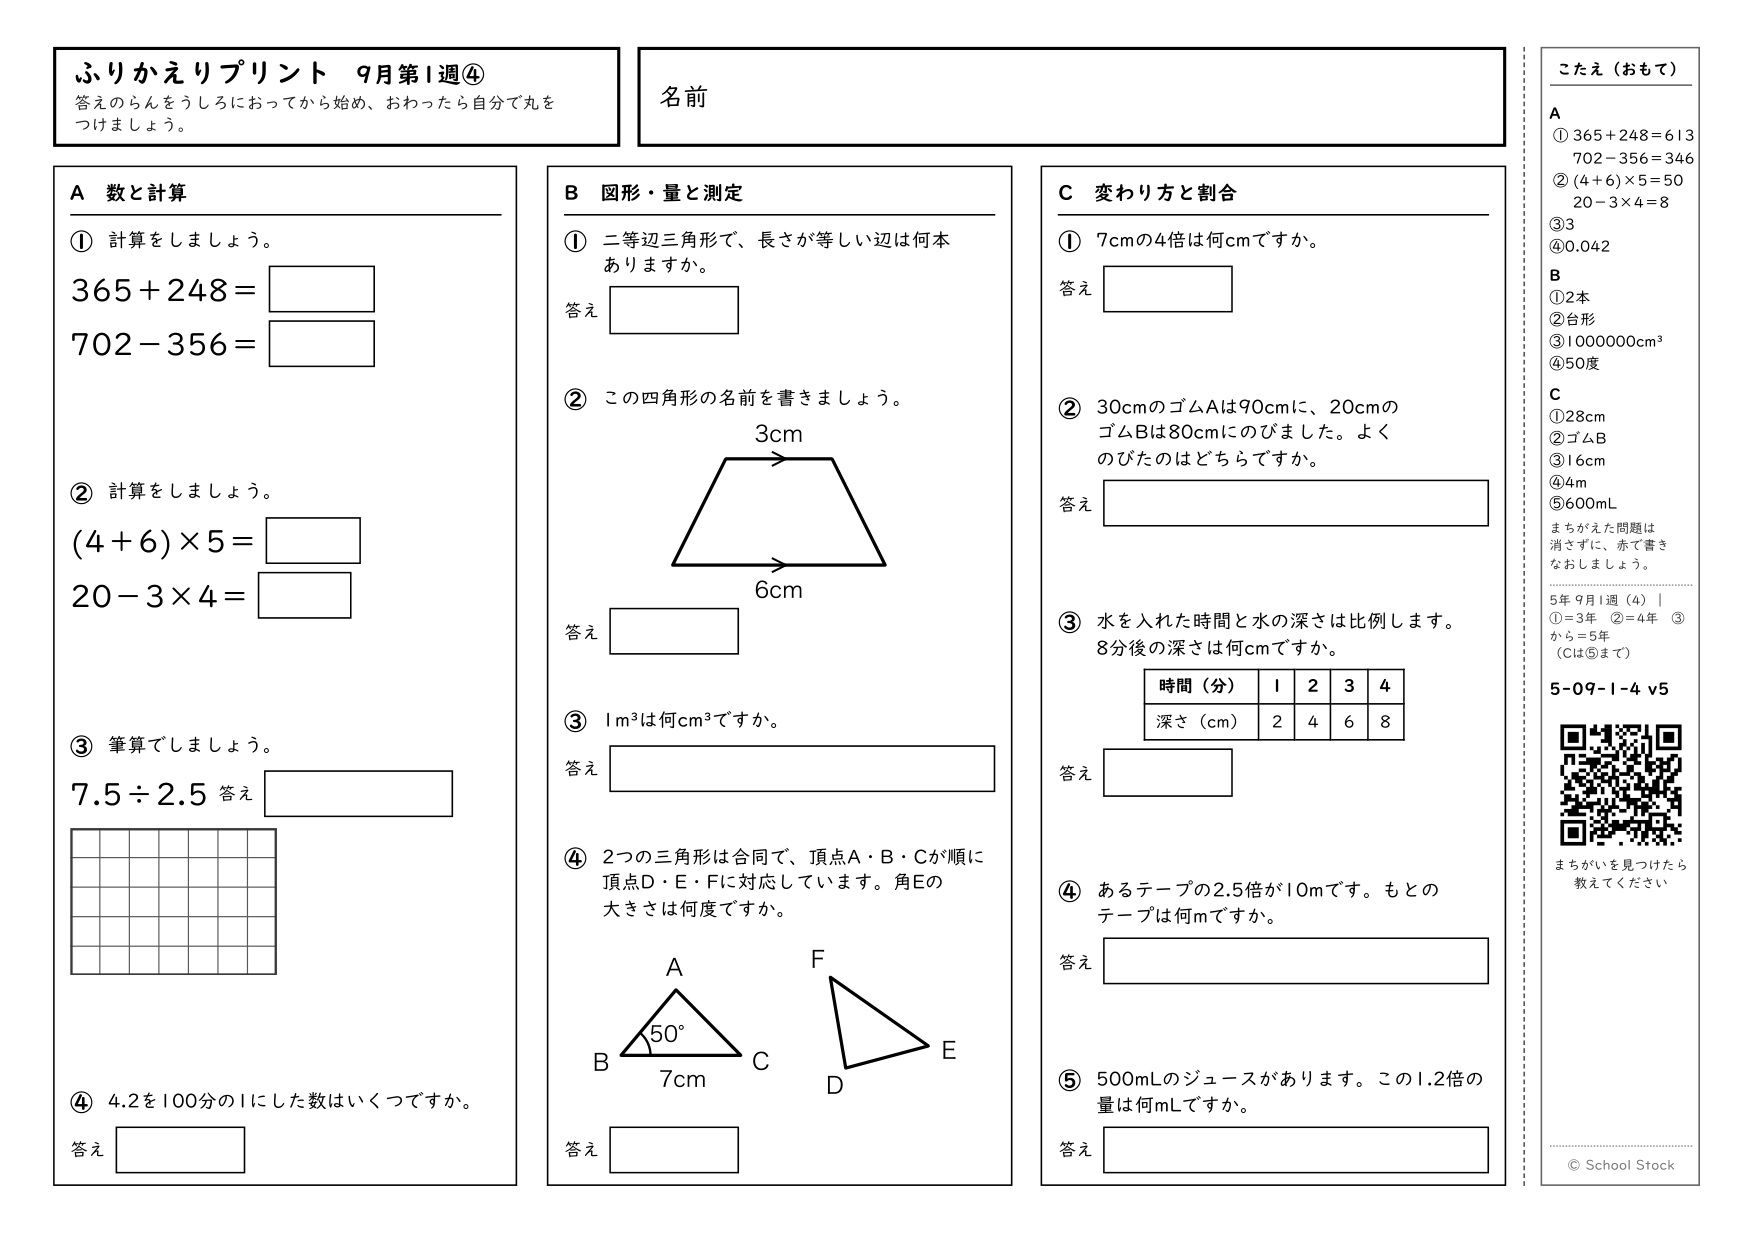 ふりかえりプリント　9月第1週④
答えのらんをうしろにおってから始め、おわったら自分で丸を
つけましょう。
名前
A　数と計算
① 計算をしましょう。
365＋248＝
702－356＝
② 計算をしましょう。
(4＋6)×5＝
20－3×4＝
③ 筆算でしましょう。
7.5÷2.5 答え
④ 4.2を100分の1にした数はいくつですか。
答え
B　図形・量と測定
① 二等辺三角形で、長さが等しい辺は何本
ありますか。
答え
② この四角形の名前を書きましょう。
3cm
6cm
答え
③ 1m³は何cm³ですか。
答え
④ 2つの三角形は合同で、頂点A・B・Cが順に
頂点D・E・Fに対応しています。角Eの
大きさは何度ですか。
A
F
50°
B
C
E
7cm
D
答え
C　変わり方と割合
① 7cmの4倍は何cmですか。
答え
② 30cmのゴムAは90cmに、20cmの
ゴムBは80cmにのびました。よく
のびたのはどちらですか。
答え
③ 水を入れた時間と水の深さは比例します。
8分後の深さは何cmですか。
時間（分） 1 2 3 4
深さ（cm） 2 4 6 8
答え
④ あるテープの2.5倍が10mです。もとの
テープは何mですか。
答え
⑤ 500mLのジュースがあります。この1.2倍の
量は何mLですか。
答え
こたえ（おもて）
A
① 365＋248＝613
702－356＝346
② (4＋6)×5＝50
20－3×4＝8
③3
④0.042
B
①2本
②台形
③1000000cm³
④50度
C
①28cm
②ゴムB
③16cm
④4m
⑤600mL
まちがえた問題は
消さずに、赤で書き
なおしましょう。
5年 9月1週（4）｜
①＝3年　②＝4年　③
から＝5年
（Cは⑤まで）
5-09-1-4 v5
まちがいを見つけたら
教えてください
© School Stock